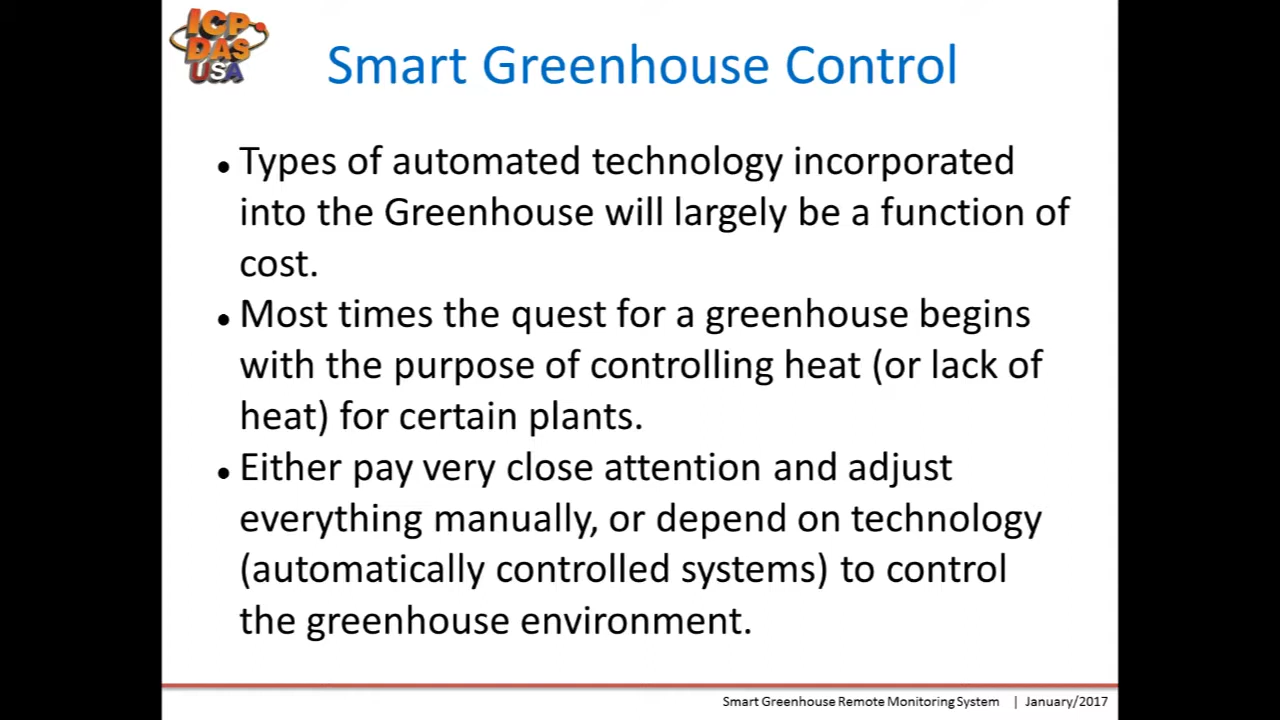 ICP
DAS
USA
Smart Greenhouse Control
• Types of automated technology incorporated
into the Greenhouse will largely be a function of
cost.
• Most times the quest for a greenhouse begins
with the purpose of controlling heat (or lack of
heat) for certain plants.
• Either pay very close attention and adjust
everything manually, or depend on technology
(automatically controlled systems) to control
the greenhouse environment.
Smart Greenhouse Remote Monitoring System | January/2017